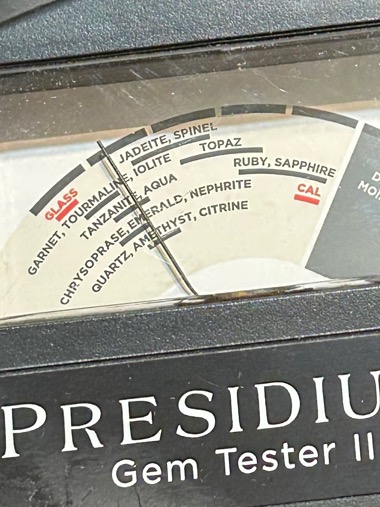 JADEITE, SPINEL
TOPAZ
RUBY, SAPPHIRE
CAL
GLASS
GARNET, TOURMALINE, IOLITE
TANZANITE, AQUA
CHRYSOPRASE, EMERALD, NEPHRITE
QUARTZ, AMETHYST, CITRINE
PRESIDIU
Gem Tester II